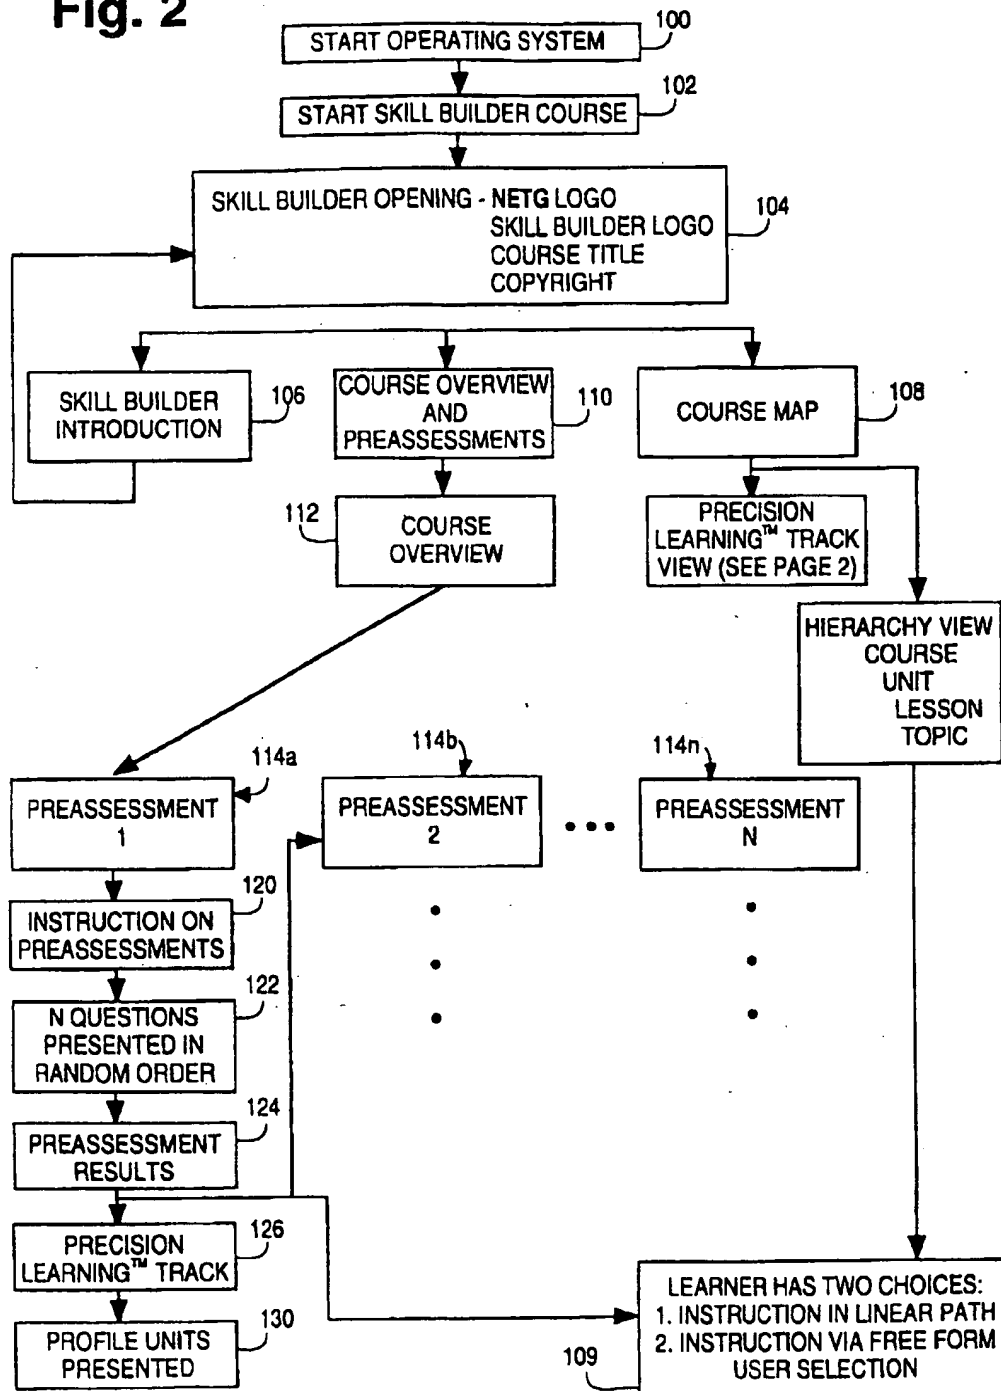 Fig. 2
START OPERATING SYSTEM
100
START SKILL BUILDER COURSE
102
SKILL BUILDER OPENING - NETG LOGO
SKILL BUILDER LOGO
COURSE TITLE
COPYRIGHT
104
SKILL BUILDER
INTRODUCTION
106
COURSE OVERVIEW
AND
PREASSESSMENTS
110
COURSE MAP
108
112
COURSE
OVERVIEW
PRECISION
LEARNING™ TRACK
VIEW (SEE PAGE 2)
HIERARCHY VIEW
COURSE
UNIT
LESSON
TOPIC
114a
PREASSESSMENT
1
114b
PREASSESSMENT
2
114n
PREASSESSMENT
N
120
INSTRUCTION ON
PREASSESSMENTS
122
N QUESTIONS
PRESENTED IN
RANDOM ORDER
124
PREASSESSMENT
RESULTS
126
PRECISION
LEARNING™ TRACK
130
PROFILE UNITS
PRESENTED
109
LEARNER HAS TWO CHOICES:
1. INSTRUCTION IN LINEAR PATH
2. INSTRUCTION VIA FREE FORM
USER SELECTION